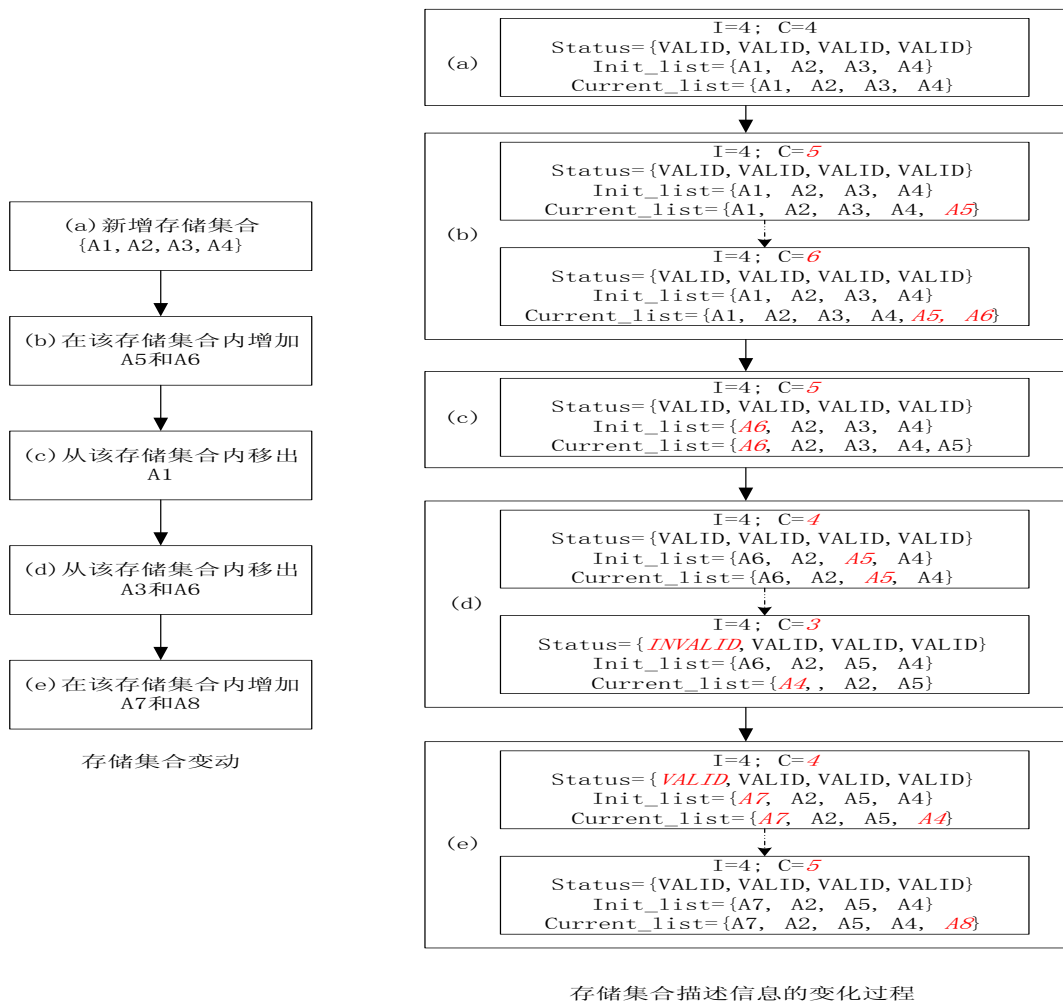 (a)新增存储集合
{A1,A2,A3,A4}
(b)在该存储集合内增加
A5和A6
(c)从该存储集合内移出
A1
(d)从该存储集合内移出
A3和A6
(e)在该存储集合内增加
A7和A8
存储集合变动
(a)
I=4; C=4
Status={VALID,VALID,VALID,VALID}
Init_list={A1, A2, A3, A4}
Current_list={A1, A2, A3, A4}
(b)
I=4; C=5
Status={VALID,VALID,VALID,VALID}
Init_list={A1, A2, A3, A4}
Current_list={A1, A2, A3, A4, A5}
I=4; C=6
Status={VALID,VALID,VALID,VALID}
Init_list={A1, A2, A3, A4}
Current_list={A1, A2, A3, A4,A5, A6}
(c)
I=4; C=5
Status={VALID,VALID,VALID,VALID}
Init_list={A6, A2, A3, A4}
Current_list={A6, A2, A3, A4,A5}
(d)
I=4; C=4
Status={VALID,VALID,VALID,VALID}
Init_list={A6, A2, A5, A4}
Current_list={A6, A2, A5, A4}
I=4; C=3
Status={INVALID,VALID,VALID,VALID}
Init_list={A6, A2, A5, A4}
Current_list={A4,, A2, A5}
(e)
I=4; C=4
Status={VALID,VALID,VALID,VALID}
Init_list={A7, A2, A5, A4}
Current_list={A7, A2, A5, A4}
I=4; C=5
Status={VALID,VALID,VALID,VALID}
Init_list={A7, A2, A5, A4}
Current_list={A7, A2, A5, A4, A8}
存储集合描述信息的变化过程